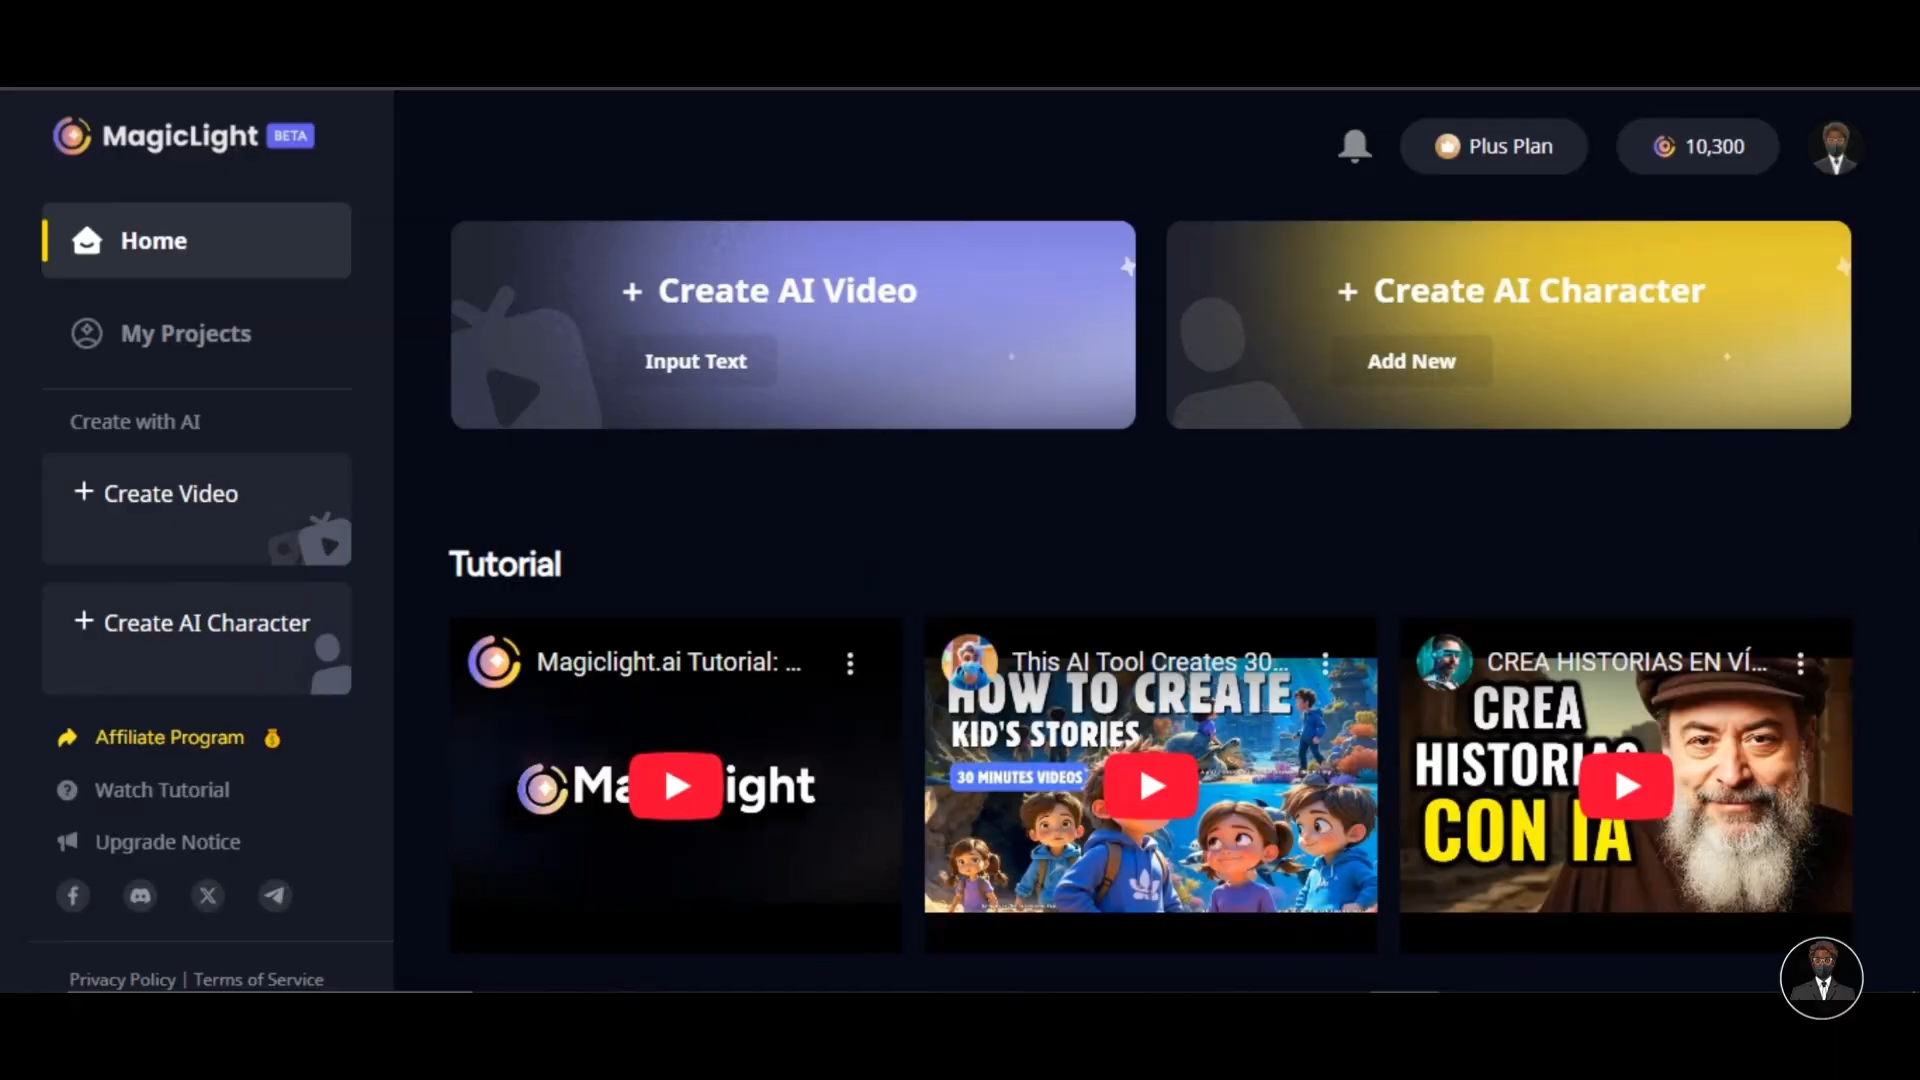 MagicLight BETA
Plus Plan
10,300
Home
My Projects
Create with AI
+ Create Video
+ Create AI Character
Affiliate Program
Watch Tutorial
Upgrade Notice
Privacy Policy | Terms of Service
+ Create AI Video
Input Text
+ Create AI Character
Add New
Tutorial
Magiclight.ai Tutorial: ...
This AI Tool Creates 30...
HOW TO CREATE
KID'S STORIES
30 MINUTES VIDEOS
CREA HISTORIAS EN VÍ...
CREA
CON IA